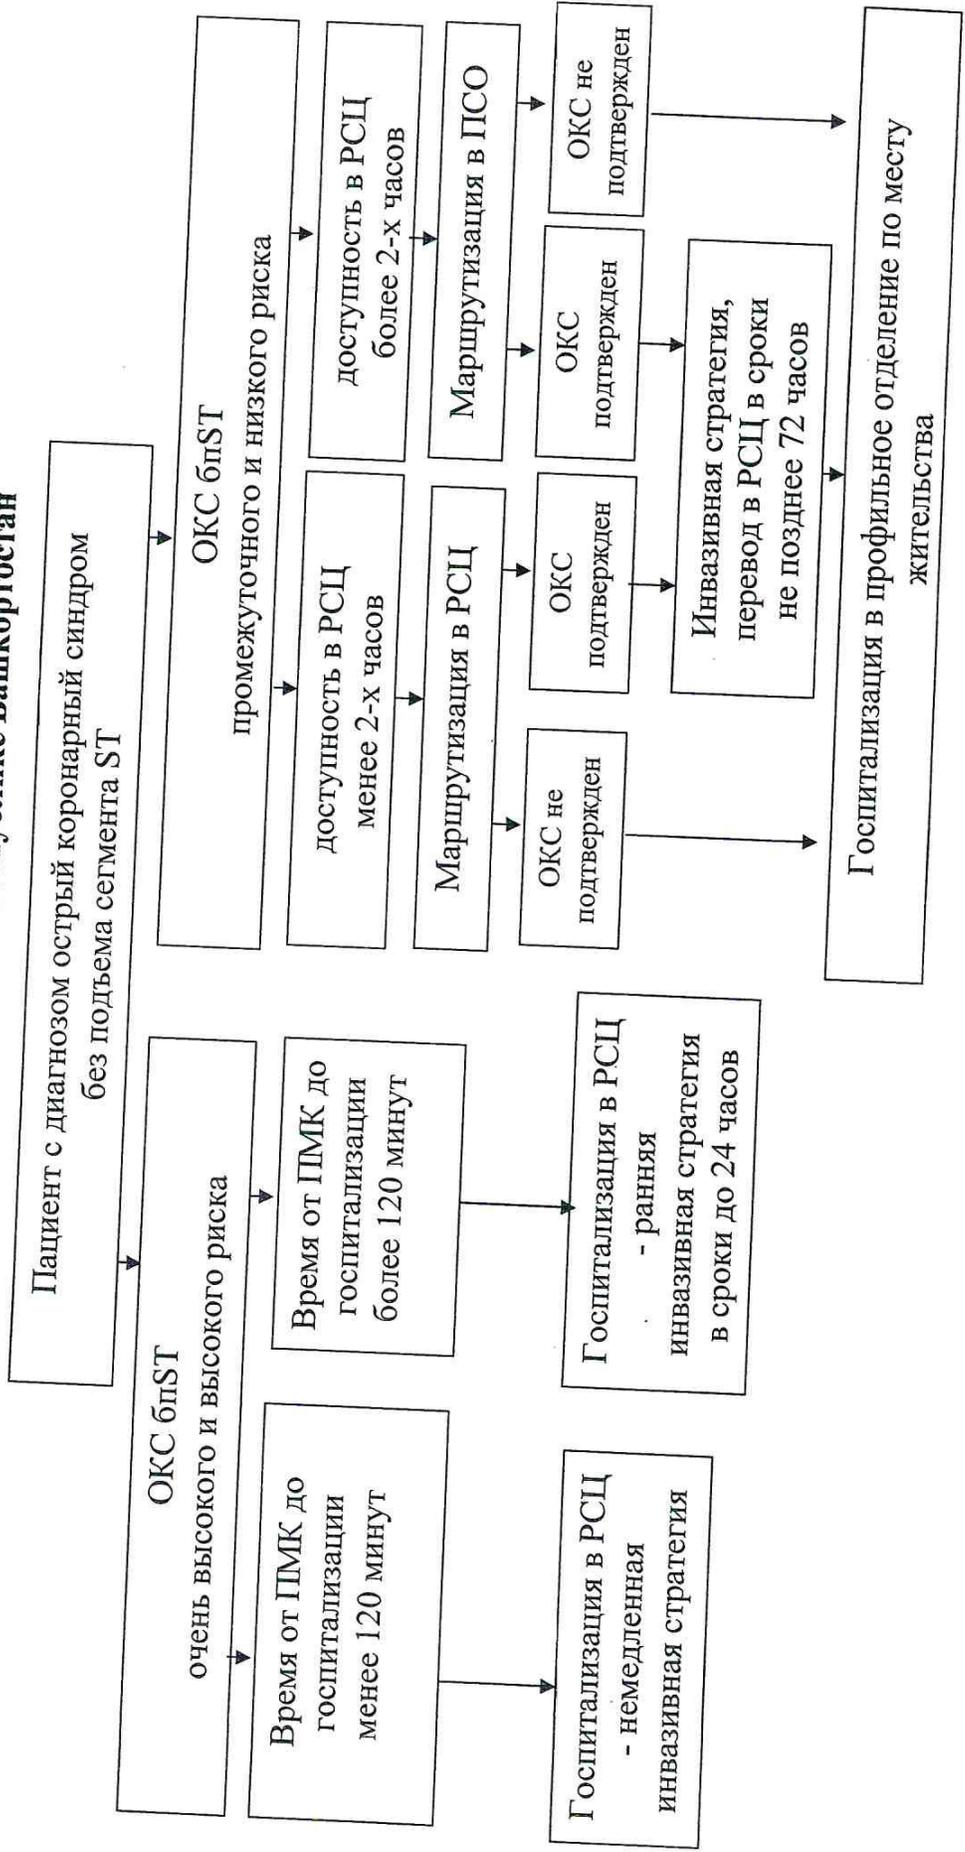 Башкортостан
Пациент с диагнозом острый коронарный синдром
без подъема сегмента ST
ОКС бпST
очень высокого и высокого риска
ОКС бпST
промежуточного и низкого риска
Время от ПМК до
госпитализации
менее 120 минут
Время от ПМК до
госпитализации
более 120 минут
доступность в РСЦ
менее 2-х часов
доступность в РСЦ
более 2-х часов
Маршрутизация в РСЦ
Маршрутизация в ПСО
ОКС не
подтвержден
ОКС
подтвержден
ОКС
подтвержден
ОКС не
подтвержден
Госпитализация в РСЦ
- немедленная
инвазивная стратегия
Госпитализация в РСЦ
- ранняя
инвазивная стратегия
в сроки до 24 часов
Инвазивная стратегия,
перевод в РСЦ в сроки
не позднее 72 часов
Госпитализация в профильное отделение по месту
жительства